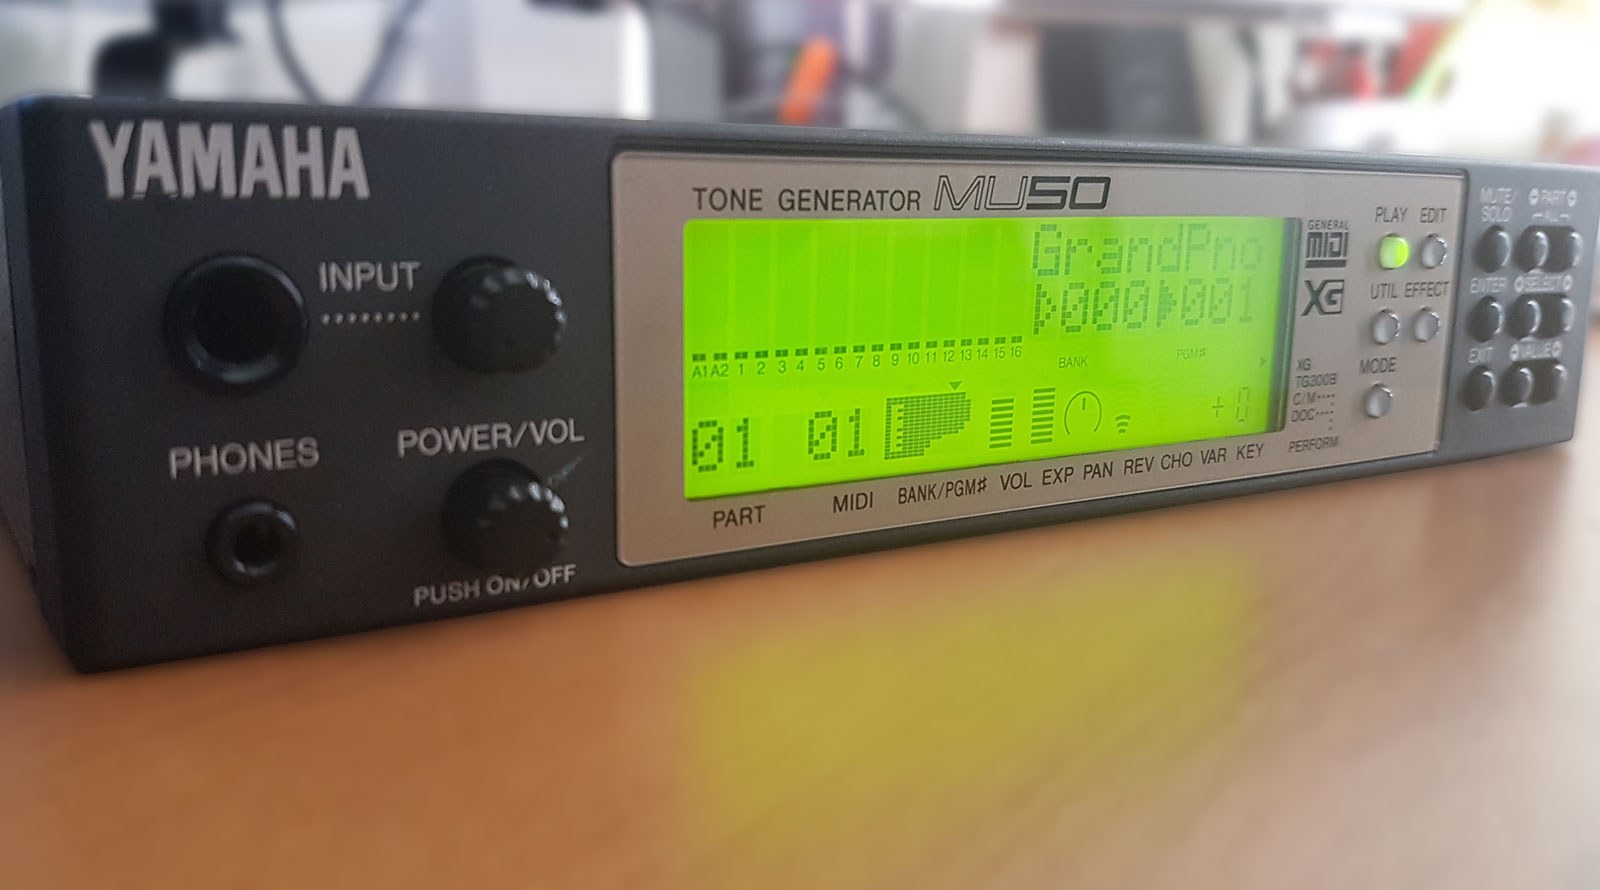 YAMAHA
INPUT
PHONES
POWER/VOL
PUSH ON/OFF
TONE GENERATOR MU50
GrandPno
000 001
A1 A2 1 2 3 4 5 6 7 8 9 10 11 12 13 14 15 16
BANK PGM#
01 01 +0
PART MIDI BANK/PGM# VOL EXP PAN REV CHO VAR KEY
GENERAL
MIDI
XG
XG
TG300B
C/M
DOC
PERFORM
PLAY EDIT
UTIL EFFECT
MODE
MUTE/
SOLO
PART
ALL
ENTER SELECT
EXIT VALUE